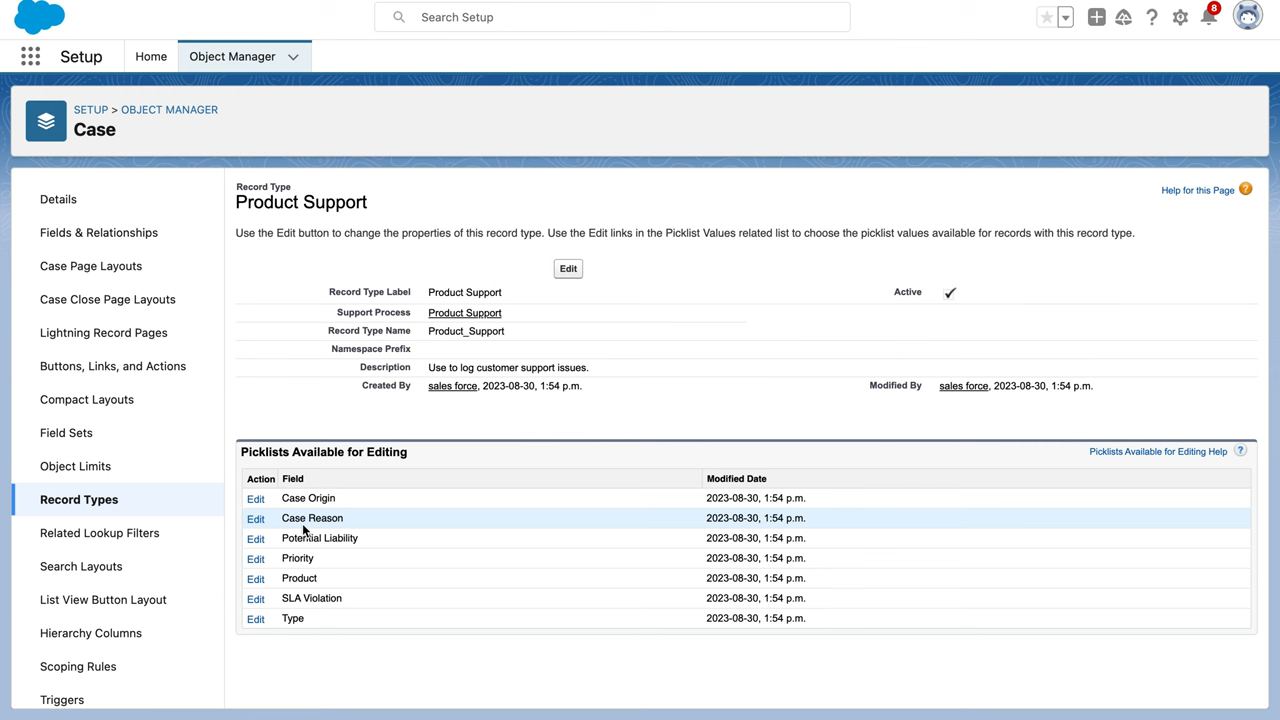 Search Setup
8
Setup
Home
Object Manager
SETUP > OBJECT MANAGER
Case
Details
Fields & Relationships
Case Page Layouts
Case Close Page Layouts
Lightning Record Pages
Buttons, Links, and Actions
Compact Layouts
Field Sets
Object Limits
Record Types
Related Lookup Filters
Search Layouts
List View Button Layout
Hierarchy Columns
Scoping Rules
Triggers
Record Type
Product Support
Help for this Page ?
Use the Edit button to change the properties of this record type. Use the Edit links in the Picklist Values related list to choose the picklist values available for records with this record type.
Edit
Record Type Label Product Support Active
Support Process Product Support
Record Type Name Product_Support
Namespace Prefix
Description Use to log customer support issues.
Created By sales force, 2023-08-30, 1:54 p.m. Modified By sales force, 2023-08-30, 1:54 p.m.
Picklists Available for Editing Picklists Available for Editing Help ?
Action Field Modified Date
Edit Case Origin 2023-08-30, 1:54 p.m.
Edit Case Reason 2023-08-30, 1:54 p.m.
Edit Potential Liability 2023-08-30, 1:54 p.m.
Edit Priority 2023-08-30, 1:54 p.m.
Edit Product 2023-08-30, 1:54 p.m.
Edit SLA Violation 2023-08-30, 1:54 p.m.
Edit Type 2023-08-30, 1:54 p.m.